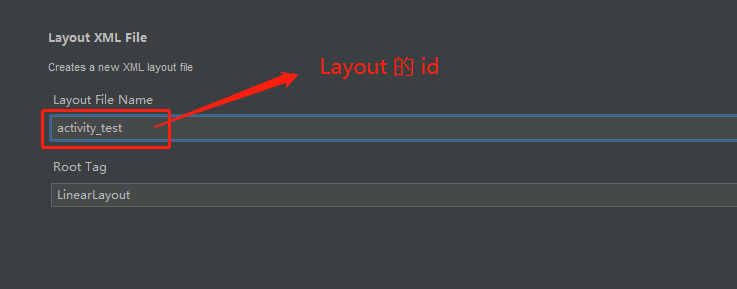 Layout XML File
Creates a new XML layout file
Layout 的 id
Layout File Name
activity_test
Root Tag
LinearLayout